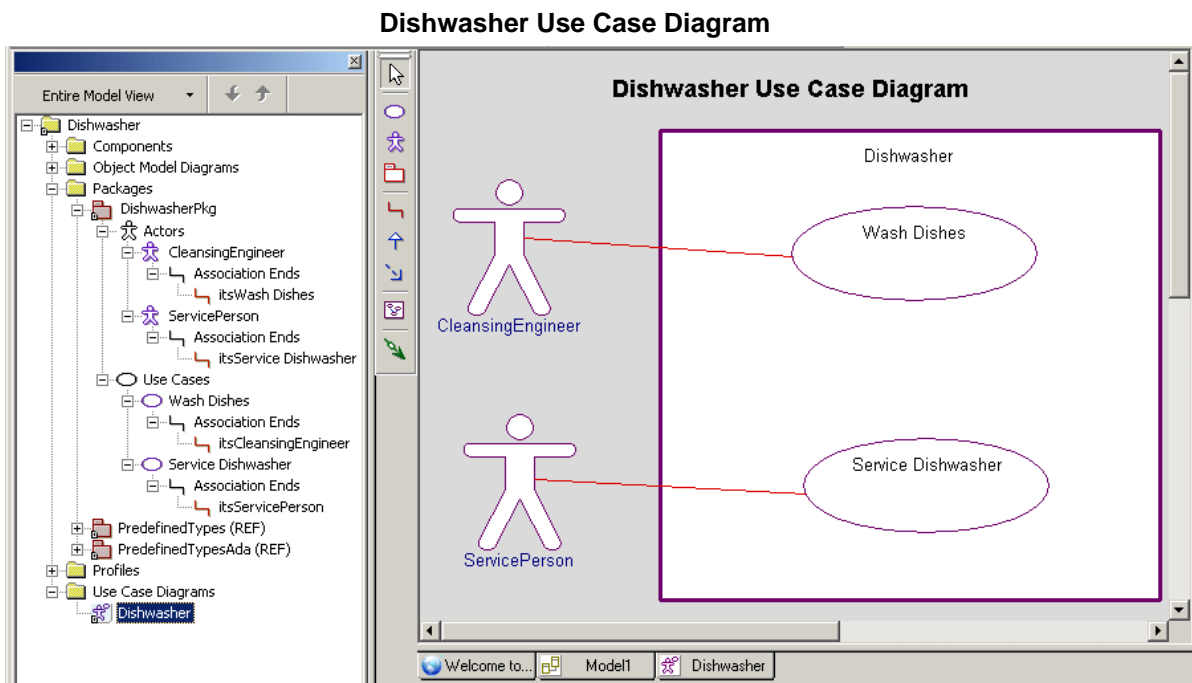 Dishwasher Use Case Diagram
Entire Model View
Dishwasher
Components
Object Model Diagrams
Packages
DishwasherPkg
Actors
CleansingEngineer
Association Ends
itsWash Dishes
ServicePerson
Association Ends
itsService Dishwasher
Use Cases
Wash Dishes
Association Ends
itsCleansingEngineer
Service Dishwasher
Association Ends
itsServicePerson
PredefinedTypes (REF)
PredefinedTypesAda (REF)
Profiles
Use Case Diagrams
Dishwasher
Dishwasher Use Case Diagram
Dishwasher
Wash Dishes
CleansingEngineer
Service Dishwasher
ServicePerson
Welcome to...
Model1
Dishwasher